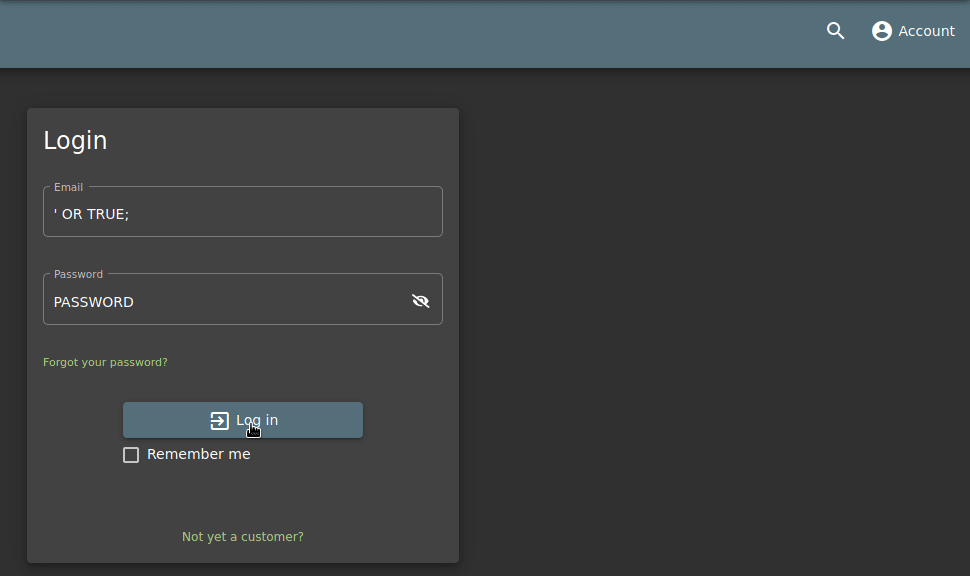 Account
Login
Email
' OR TRUE;
Password
PASSWORD
Forgot your password?
Log in
Remember me
Not yet a customer?